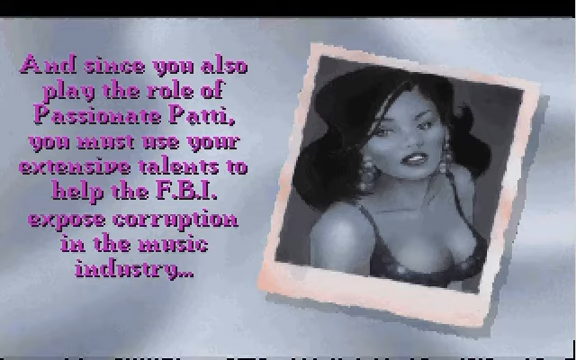 And since you also
play the role of
Passionate Patti,
you must use your
extensive talents to
help the F.B.I.
expose corruption
in the music
industry...